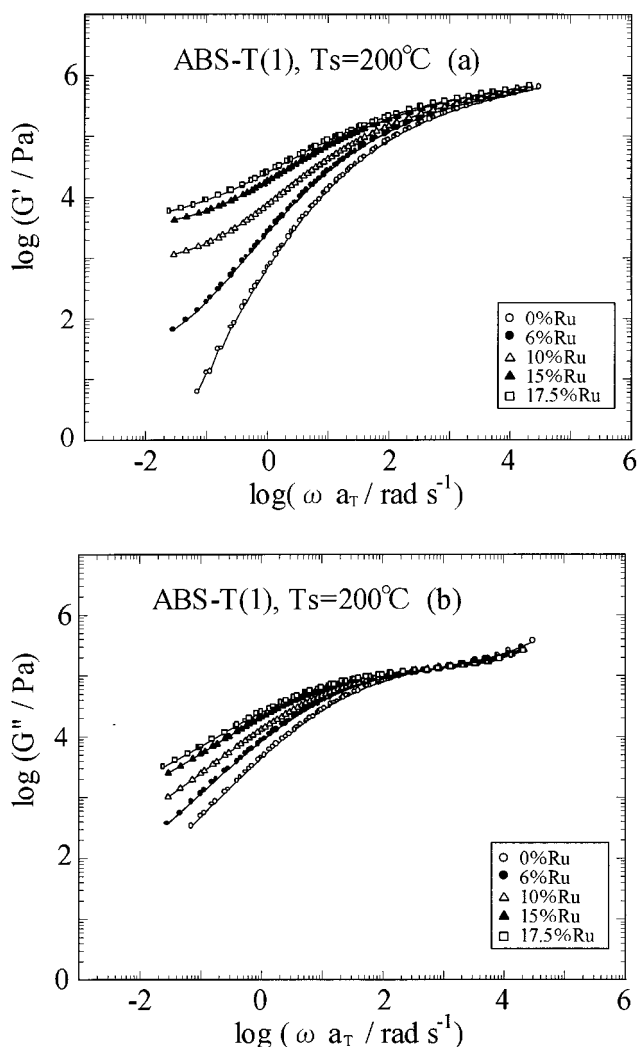 ABS-T(1), Ts=200℃ (a)
6
4
2
0
log (G' / Pa)
0%Ru
6%Ru
10%Ru
15%Ru
17.5%Ru
-2 0 2 4 6
log( ω a_T / rad s⁻¹)
ABS-T(1), Ts=200℃ (b)
6
4
2
0
log (G" / Pa)
0%Ru
6%Ru
10%Ru
15%Ru
17.5%Ru
-2 0 2 4 6
log ( ω a_T / rad s⁻¹)